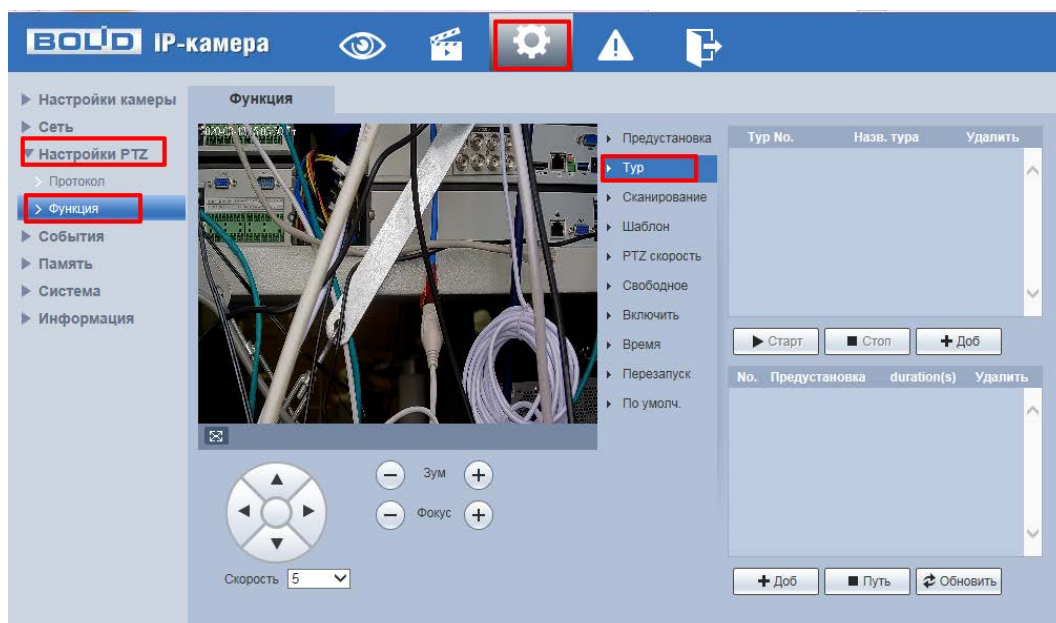 BOLID IP-камера
Настройки камеры
Сеть
Настройки PTZ
Протокол
Функция
События
Память
Система
Информация
Функция
Предустановка
Тур
Сканирование
Шаблон
PTZ скорость
Свободное
Включить
Время
Перезапуск
По умолч.
Зум
Фокус
Скорость 5
Тур No. Назв. тура Удалить
Старт Стоп Доб
No. Предустановка duration(s) Удалить
Доб Путь Обновить